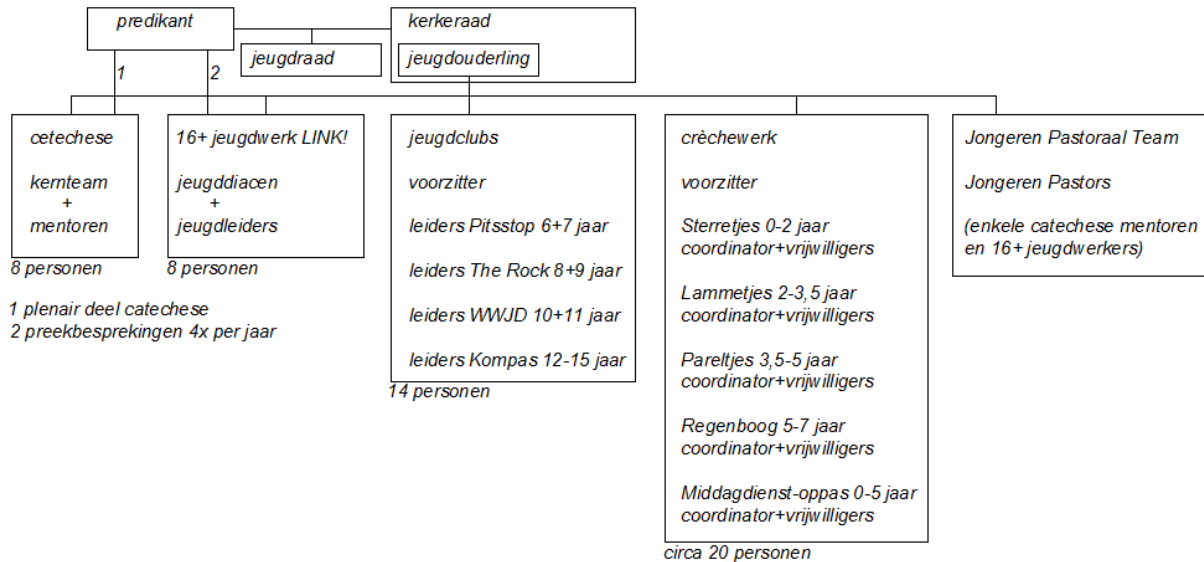 predikant
kerkeraad
jeugdraad
jeugdouderling
1
2
cetechese
kernteam
+
mentoren
8 personen
16+ jeugdwerk LINK!
jeugddiacen
+
jeugdleiders
8 personen
1 plenair deel catechese
2 preekbesprekingen 4x per jaar
jeugdclubs
voorzitter
leiders Pitsstop 6+7 jaar
leiders The Rock 8+9 jaar
leiders WWJD 10+11 jaar
leiders Kompas 12-15 jaar
14 personen
crèchewerk
voorzitter
Sterretjes 0-2 jaar
coordinator+vrijwilligers
Lammetjes 2-3,5 jaar
coordinator+vrijwilligers
Pareltjes 3,5-5 jaar
coordinator+vrijwilligers
Regenboog 5-7 jaar
coordinator+vrijwilligers
Middagdienst-oppas 0-5 jaar
coordinator+vrijwilligers
circa 20 personen
Jongeren Pastoraal Team
Jongeren Pastors
(enkele catechese mentoren
en 16+ jeugdwerkers)